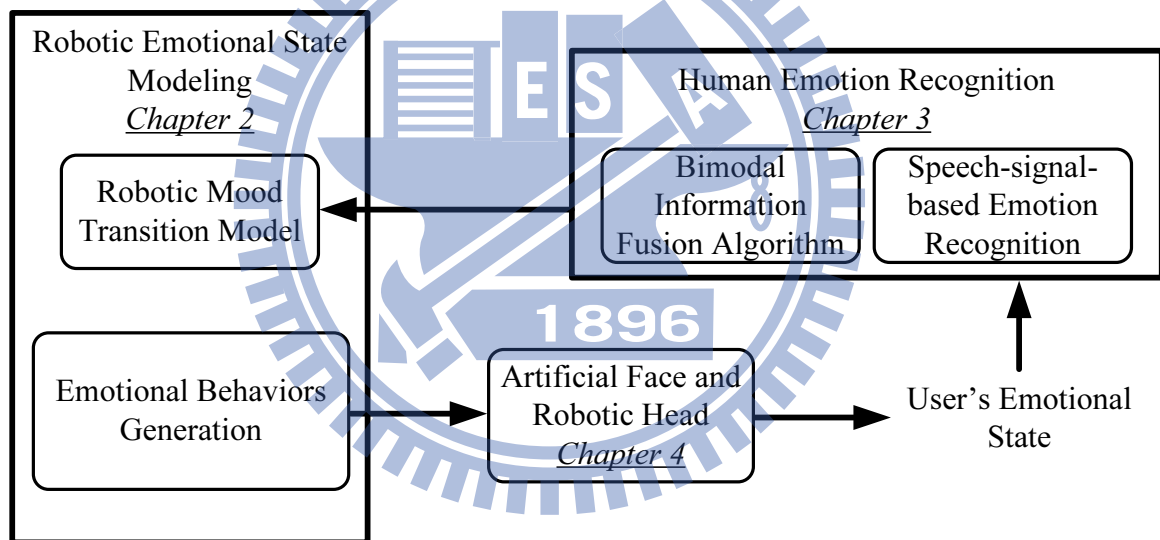 Robotic Emotional State
Modeling
Chapter 2
Robotic Mood
Transition Model
Emotional Behaviors
Generation
Human Emotion Recognition
Chapter 3
Bimodal
Information
Fusion Algorithm
Speech-signal-
based Emotion
Recognition
Artificial Face and
Robotic Head
Chapter 4
User's Emotional
State
E S A
1896